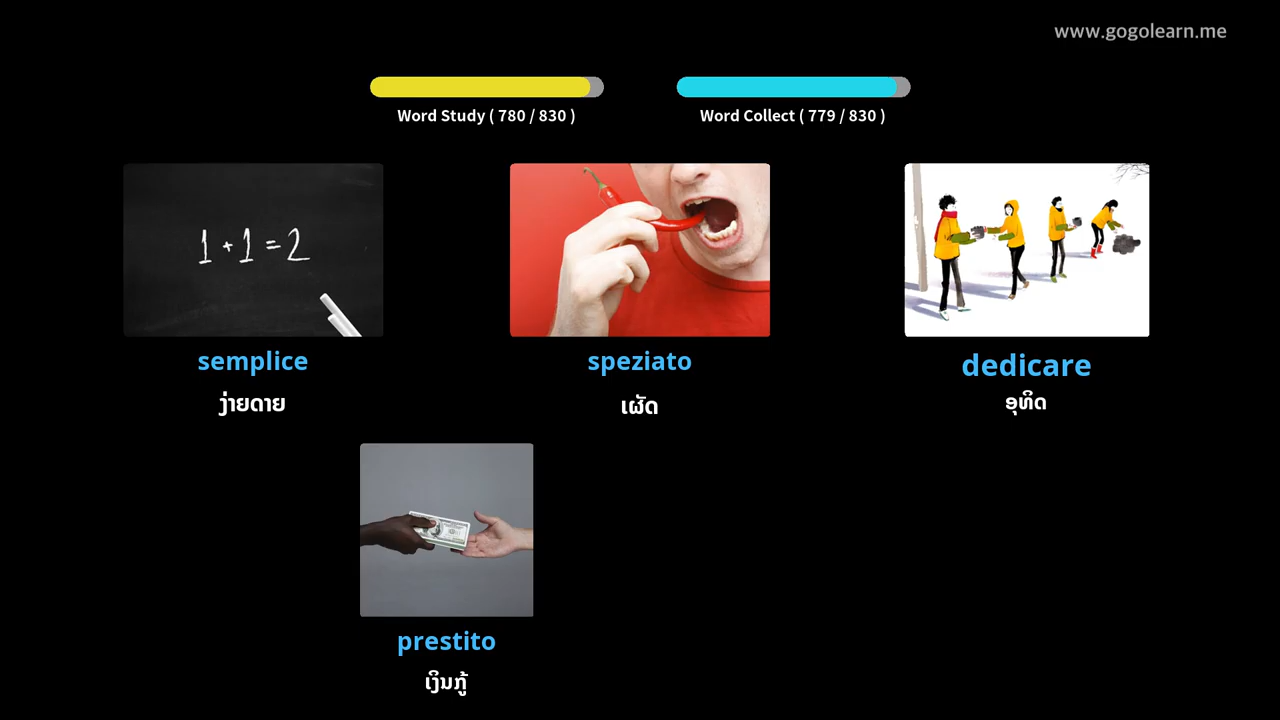 www.gogolearn.me
Word Study ( 780 / 830 )
Word Collect ( 779 / 830 )
1 + 1 = 2
semplice
speziato
dedicare
ງ່າຍດາຍ
ເຜັດ
ອຸທິດ
prestito
ເງິນກູ້